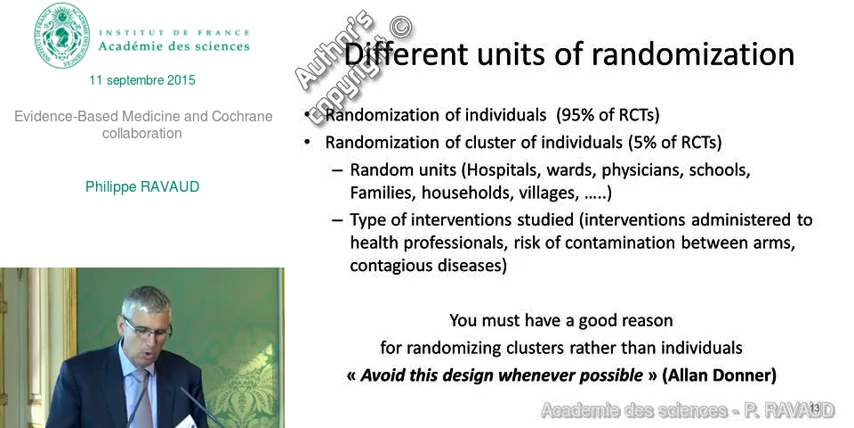 INSTITUT DE FRANCE
Académie des sciences
11 septembre 2015
Evidence-Based Medicine and Cochrane
collaboration
Philippe RAVAUD
Author's
copyright ©
Different units of randomization
• Randomization of individuals (95% of RCTs)
• Randomization of cluster of individuals (5% of RCTs)
– Random units (Hospitals, wards, physicians, schools,
Families, households, villages, …..)
– Type of interventions studied (interventions administered to
health professionals, risk of contamination between arms,
contagious diseases)
You must have a good reason
for randomizing clusters rather than individuals
« Avoid this design whenever possible » (Allan Donner)
Academie des sciences - P. RAVAUD
13